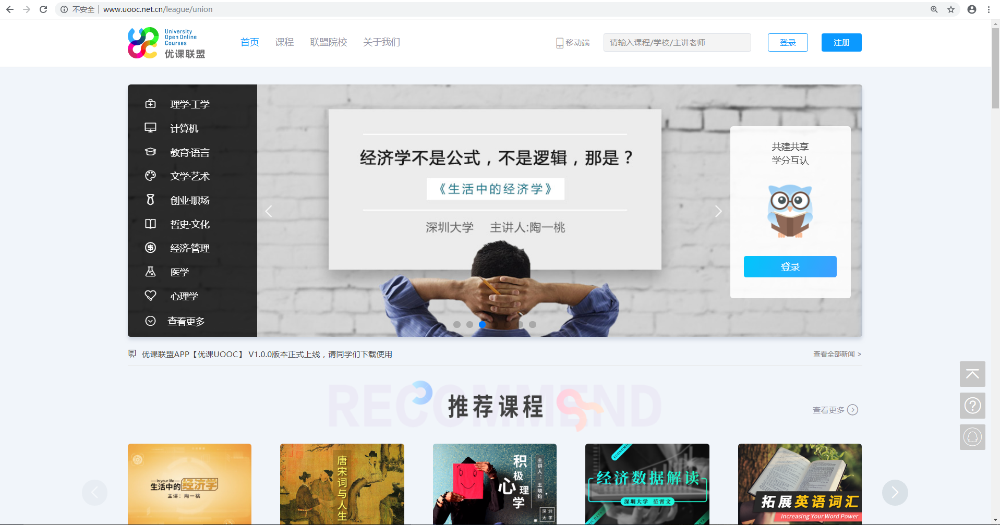 不安全
www.uooc.net.cn/league/union
University
Open Online
Courses
优课联盟
首页
课程
联盟院校
关于我们
移动端
请输入课程/学校/主讲老师
登录
注册
理学·工学
计算机
教育·语言
文学·艺术
创业·职场
哲史·文化
经济·管理
医学
心理学
查看更多
经济学不是公式，不是逻辑，那是？
《生活中的经济学》
深圳大学 主讲人:陶一桃
共建共享
学分互认
登录
优课联盟APP【优课UOOC】 V1.0.0版本正式上线，请同学们下载使用
查看全部新闻 >
RECOMMEND
推荐课程
查看更多
In your life
生活中的经济学
主讲：陶一桃
唐宋词与人生
积极心理学
主讲人：王晓钧
深圳大学
ECONOMIC
经济数据解读
深圳大学 范霄文
拓展英语词汇
Increasing Your Word Power